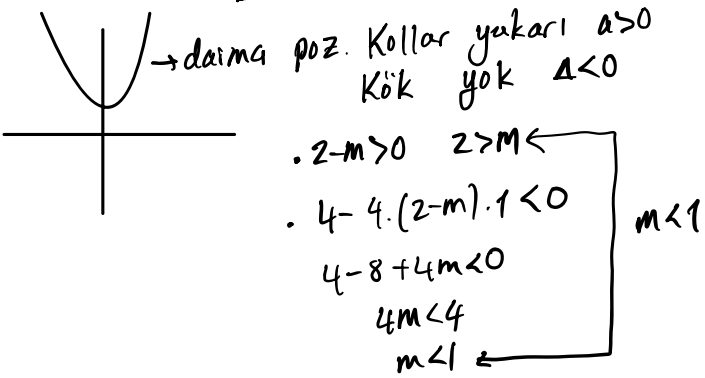 → daima poz. Kollar yukarı a>0
Kök yok Δ<0
. 2-m>0 2>m
. 4-4.(2-m).1<0
m<1
4-8+4m<0
4m<4
m<1